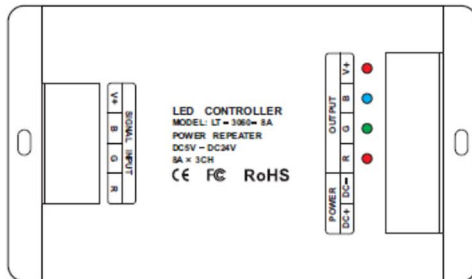 V+
B
G
R
SIGNAL INPUT
LED CONTROLLER
MODEL: LT-3060-8A
POWER REPEATER
DC5V-DC24V
8A×3CH
CE FC RoHS
OUTPUT
V+
B
G
R
POWER
DC-
DC+